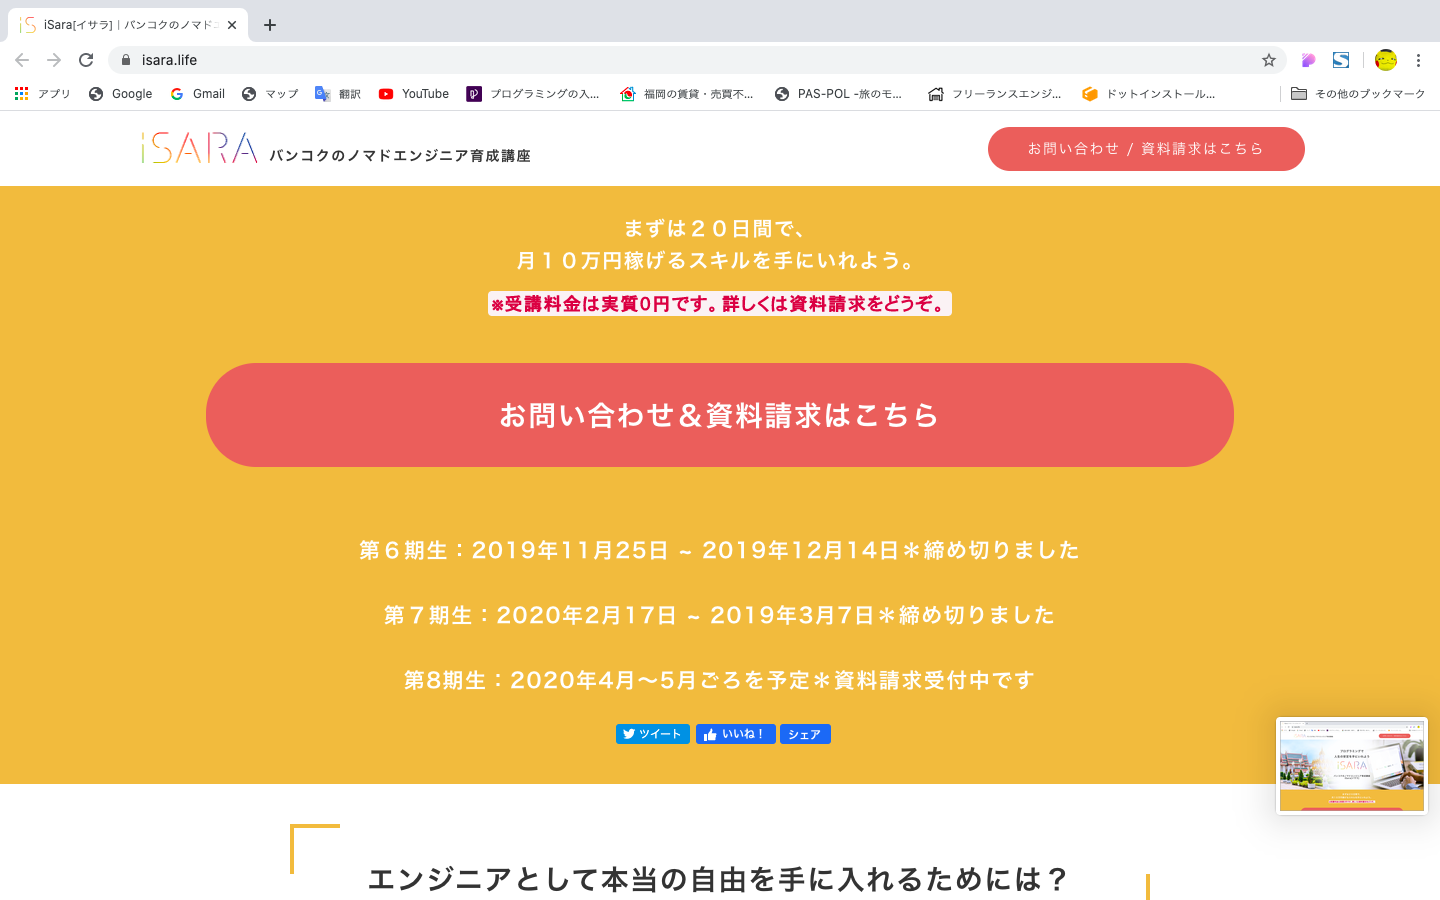 iSara[イサラ] | バンコクのノマドエ
isara.life
アプリ
Google
Gmail
マップ
翻訳
YouTube
プログラミングの入...
福岡の賃貸・売買不...
PAS-POL -旅のモ...
フリーランスエンジ...
ドットインストール...
その他のブックマーク
iSARA バンコクのノマドエンジニア育成講座
お問い合わせ / 資料請求はこちら
まずは２０日間で、
月１０万円稼げるスキルを手にいれよう。
※受講料金は実質0円です。詳しくは資料請求をどうぞ。
お問い合わせ＆資料請求はこちら
第６期生：2019年11月25日 ~ 2019年12月14日＊締め切りました
第７期生：2020年2月17日 ~ 2019年3月7日＊締め切りました
第8期生：2020年4月〜5月ごろを予定＊資料請求受付中です
ツイート
いいね！
シェア
iSARA
エンジニアとして本当の自由を手に入れるためには？